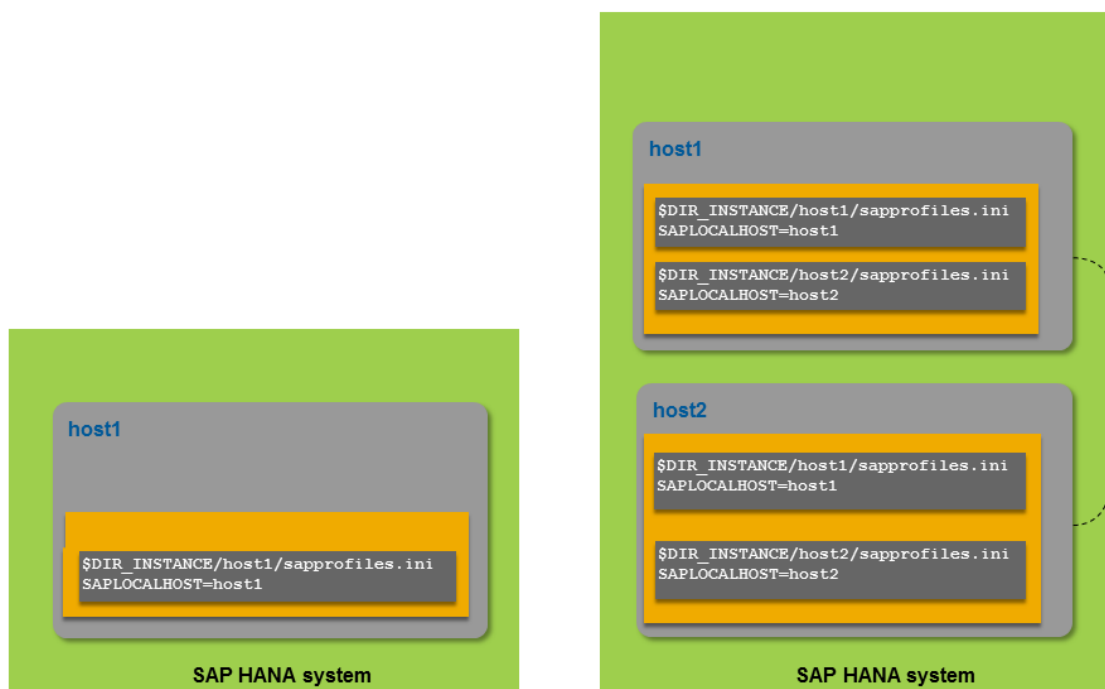 host1
$DIR_INSTANCE/host1/sapprofiles.ini
SAPLOCALHOST=host1
SAP HANA system
host1
$DIR_INSTANCE/host1/sapprofiles.ini
SAPLOCALHOST=host1
$DIR_INSTANCE/host2/sapprofiles.ini
SAPLOCALHOST=host2
host2
$DIR_INSTANCE/host1/sapprofiles.ini
SAPLOCALHOST=host1
$DIR_INSTANCE/host2/sapprofiles.ini
SAPLOCALHOST=host2
SAP HANA system